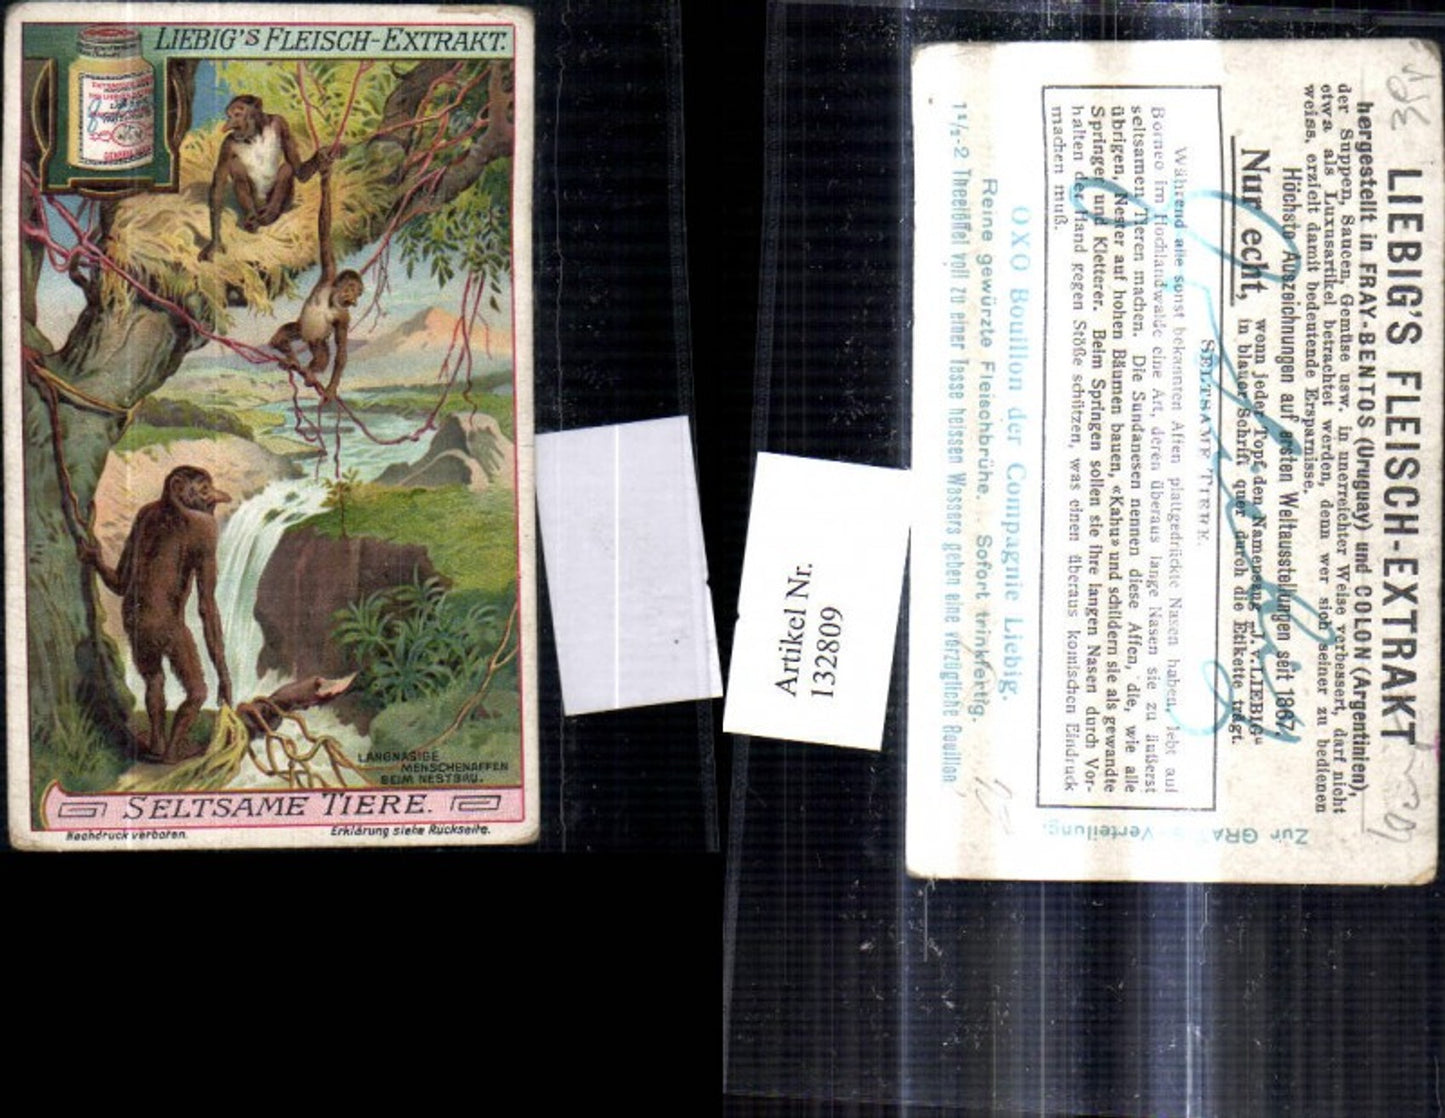 LIEBIG'S FLEISCH-EXTRAKT.
LANGNASIGE
MENSCHENAFFEN
BEIM NESTBAU.
SELTSAME TIERE.
Nachdruck verboten.
Erklärung siehe Rückseite.
Artikel Nr.
132809
LIEBIG'S FLEISCH-EXTRAKT
hergestellt in FRAY-BENTOS (Uruguay) und COLON (Argentinien),
der Suppen, Saucen, Gemüse usw. in unerreichter Weise verbessert, darf nicht
etwa als Luxusartikel betrachtet werden, denn wer sich seiner zu bedienen
weiss, erzielt damit bedeutende Ersparnisse.
Höchste Auszeichnungen auf ersten Weltausstellungen seit 1867.
Nur echt, wenn jeder Topf den Namenszug „J. v. LIEBIG“
in blauer Schrift quer durch die Etikette trägt.
SELTSAME TIERE.
Während alle sonst bekannten Affen plattgedrückte Nasen haben, lebt auf
Borneo im Hochlandwalde eine Art, deren überaus lange Nasen sie zu äußerst
seltsamen Tieren machen. Die Sundanesen nennen diese Affen, die, wie alle
übrigen, Nester auf hohen Bäumen bauen, «Kahu» und schildern sie als gewandte
Springer und Kletterer. Beim Springen sollen sie ihre langen Nasen durch Vor-
halten der Hand gegen Stöße schützen, was einen überaus komischen Eindruck
machen muß.
OXO Bouillon der Compagnie Liebig.
Reine gewürzte Fleischbrühe. Sofort trinkfertig.
1½-2 Theelöffel voll zu einer Tasse heissen Wassers geben eine vorzügliche Bouillon
Zur GRATIS-Verteilung.